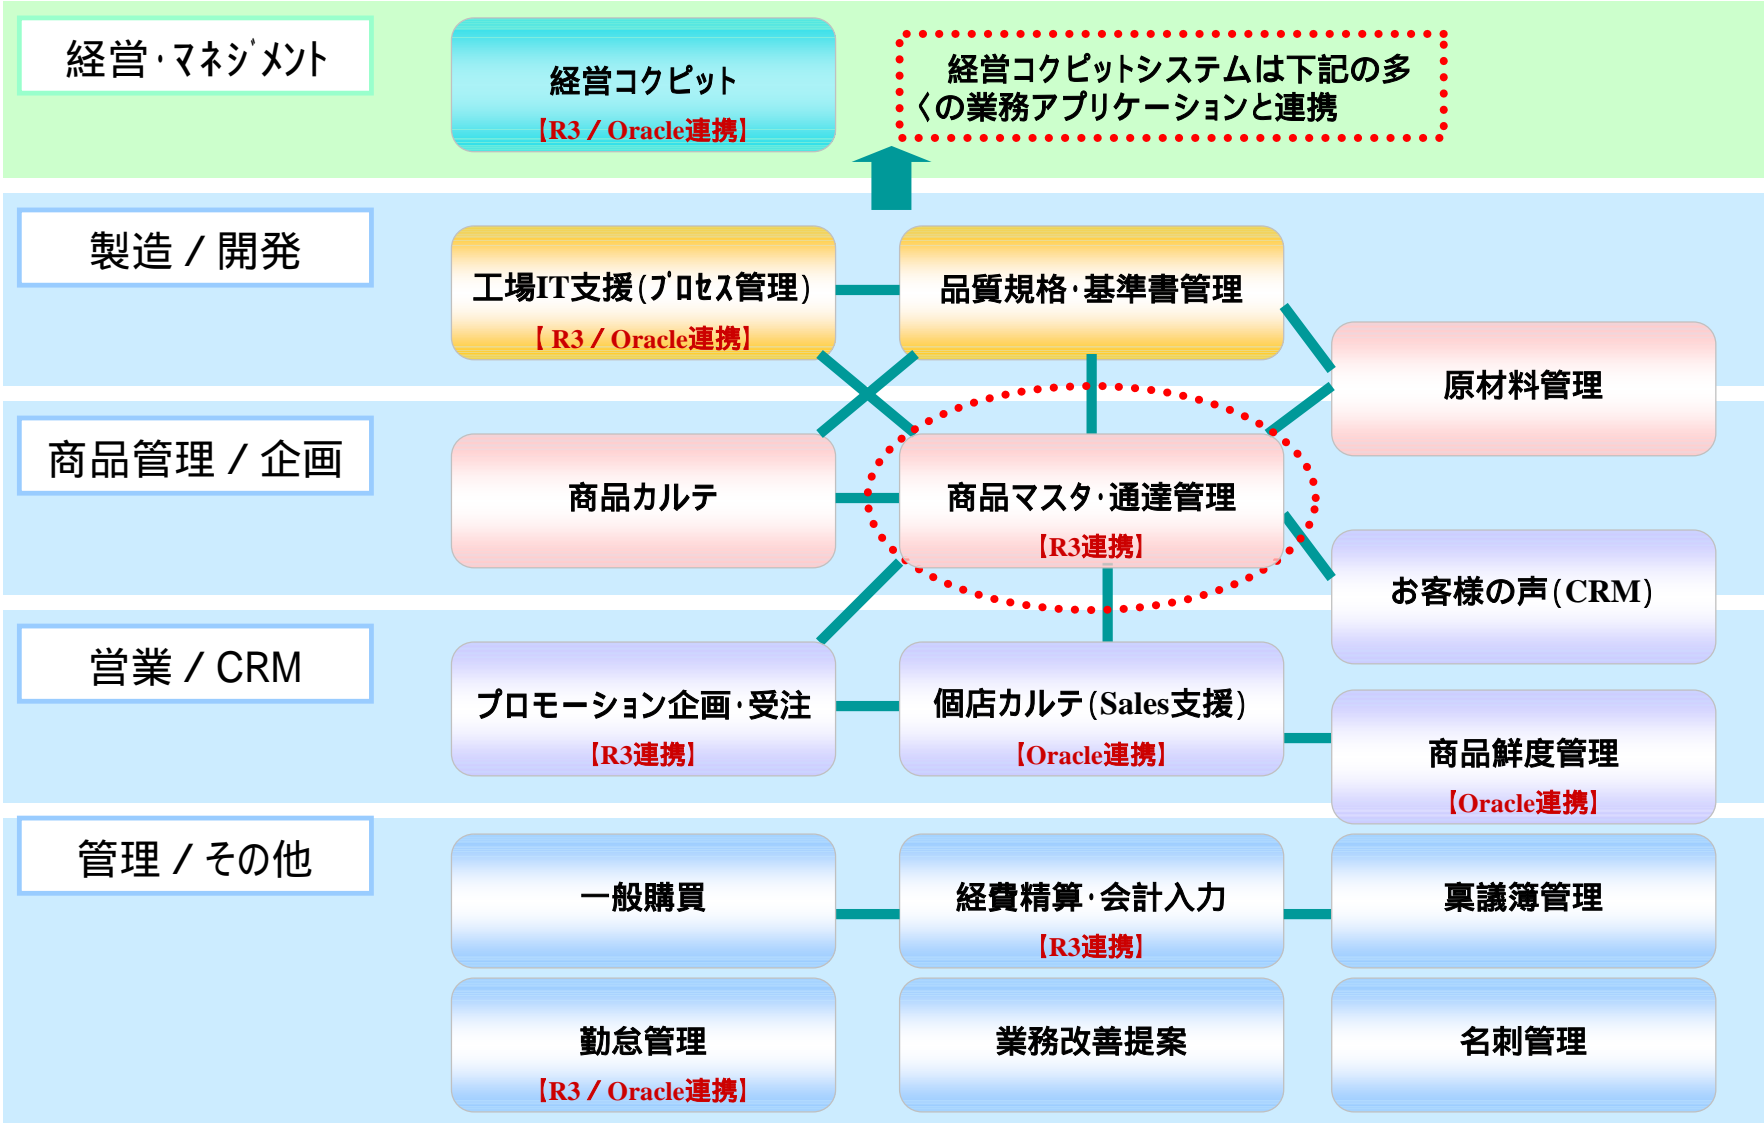 経営・マネジメント
経営コクピット
【R3／Oracle連携】
経営コクピットシステムは下記の多
くの業務アプリケーションと連携
製造／開発
工場IT支援(プロセス管理)
【 R3／Oracle連携】
品質規格・基準書管理
原材料管理
商品管理／企画
商品カルテ
商品マスタ・通達管理
【R3連携】
お客様の声(CRM)
営業／CRM
プロモーション企画・受注
【R3連携】
個店カルテ(Sales支援)
【Oracle連携】
商品鮮度管理
【Oracle連携】
管理／その他
一般購買
経費精算・会計入力
【R3連携】
稟議簿管理
勤怠管理
【R3／Oracle連携】
業務改善提案
名刺管理